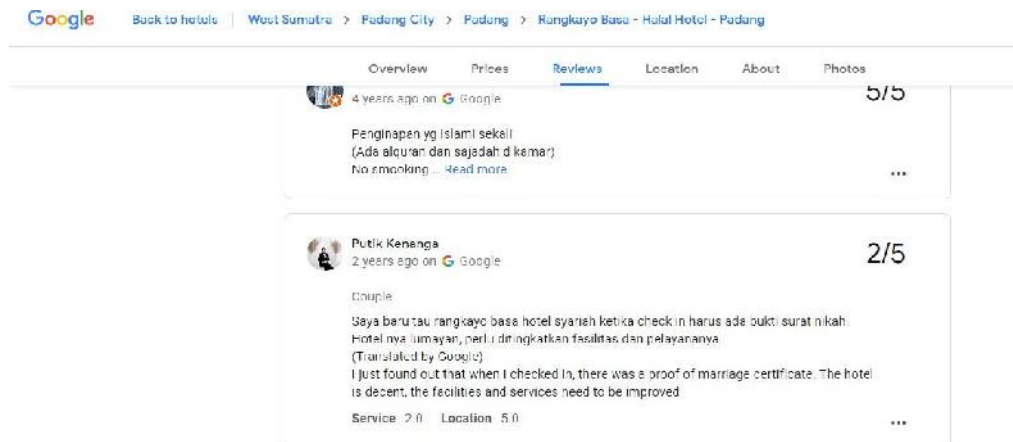 Google Back to hotels West Sumatra > Padang City > Padang > Rangkayo Basa - Halal Hotel - Padang
Overview Prices Reviews Location About Photos
4 years ago on G Google 5/5
Penginapan yg Islami sekali
(Ada alquran dan sajadah d kamar)
No smooking ... Read more
Putik Kenanga
2 years ago on G Google 2/5
Couple
Saya baru tau rangkayo basa hotel syariah ketika check in harus ada bukti surat nikah.
Hotel nya lumayan, perlu ditingkatkan fasilitas dan pelayananya
(Translated by Google)
I just found out that when I checked in, there was a proof of marriage certificate. The hotel
is decent, the facilities and services need to be improved
Service 2.0 Location 5.0